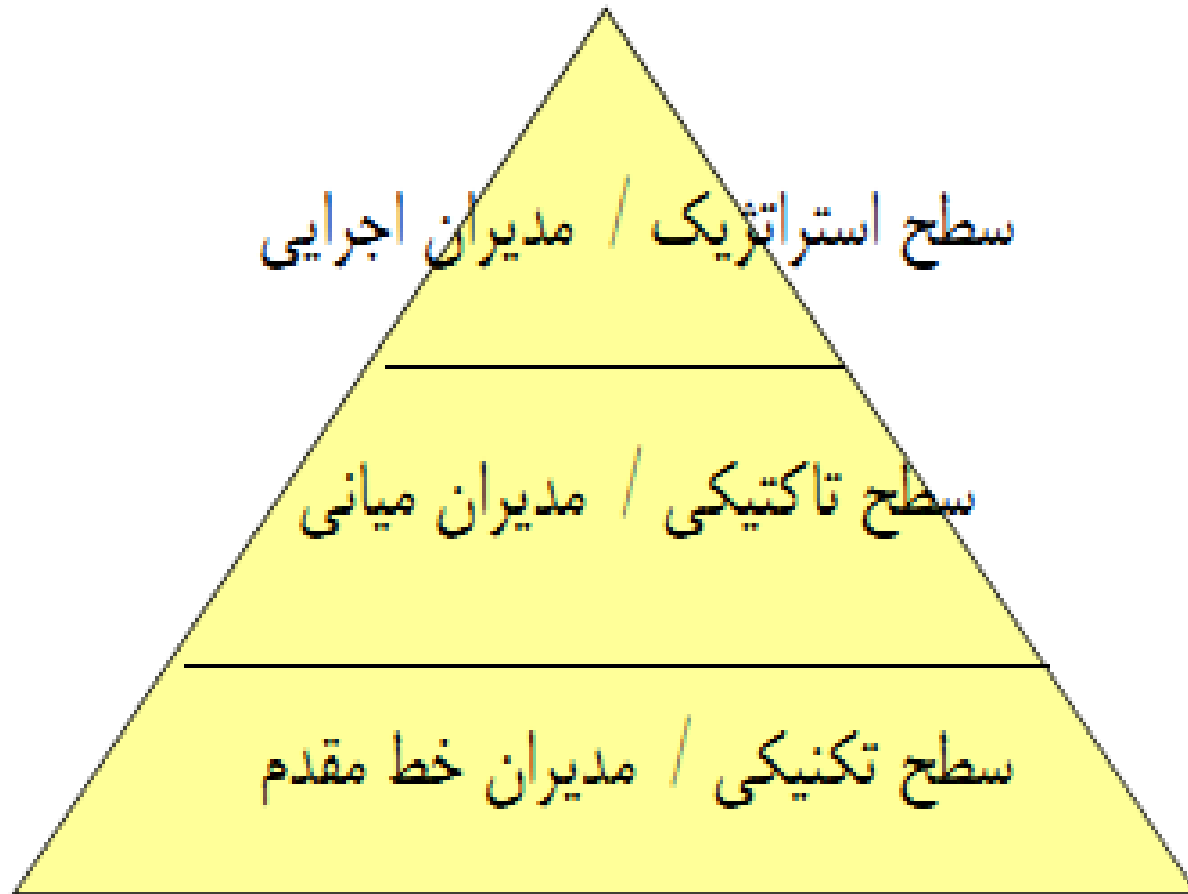 سطح استراتژیک / مدیران اجرایی
سطح تاکتیکی / مدیران میانی
سطح تکنیکی / مدیران خط مقدم